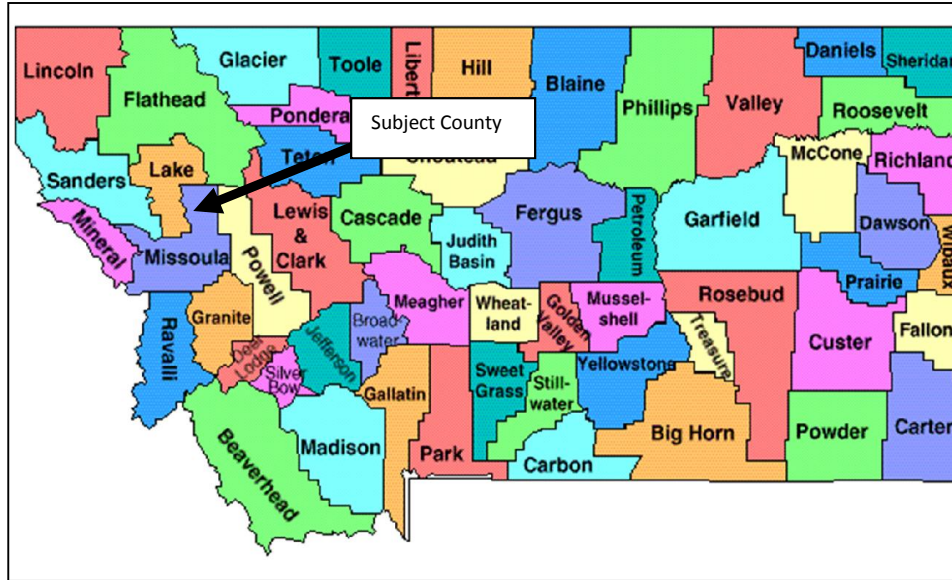 Lincoln
Flathead
Glacier
Toole
Libert
Hill
Blaine
Phillips
Valley
Daniels
Sheridan
Roosevelt
Pondera
Subject County
Teton
Chouteau
Lake
Sanders
Mineral
Missoula
Powell
Lewis
&
Clark
Cascade
Judith
Basin
Fergus
Petroleum
Garfield
McCone
Richland
Dawson
Wibaux
Prairie
Ravalli
Granite
Deer
Lodge
Silver
Bow
Jefferson
Broad-
water
Meagher
Wheat-
land
Golden
Valley
Mussel-
shell
Rosebud
Treasure
Custer
Fallon
Beaverhead
Madison
Gallatin
Park
Sweet
Grass
Still-
water
Yellowstone
Carbon
Big Horn
Powder
Carter